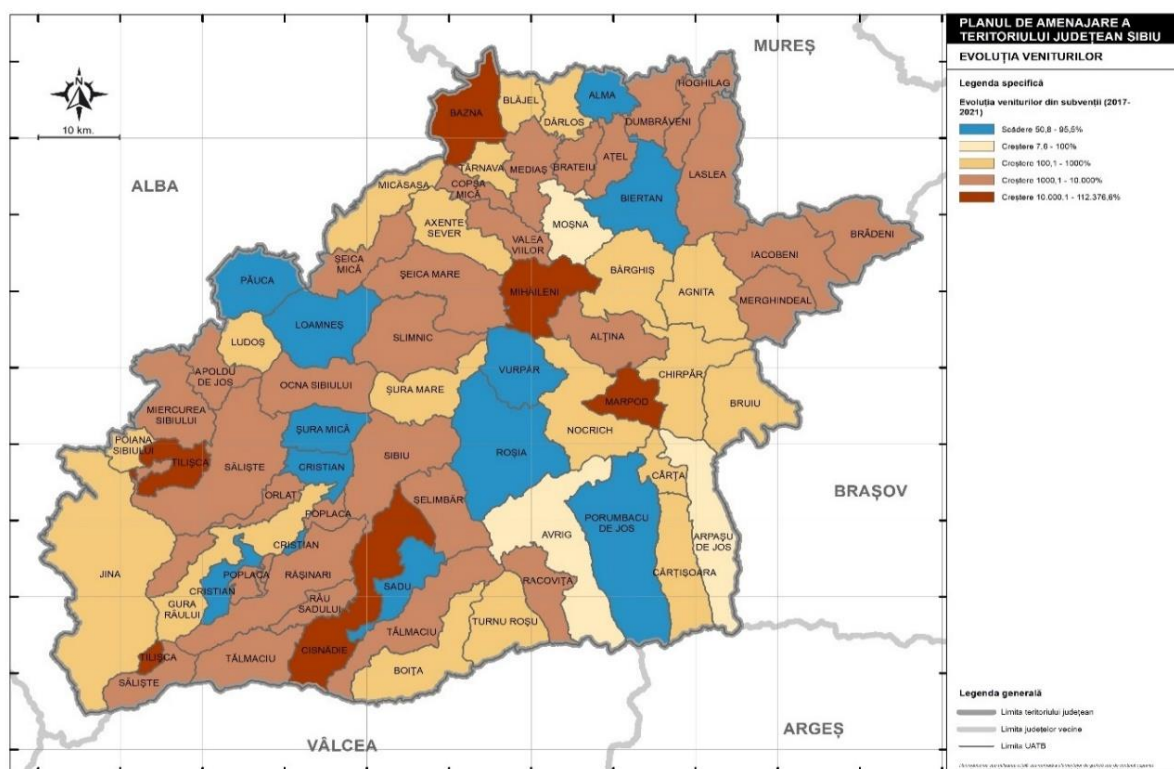 PLANUL DE AMENAJARE A
TERITORIULUI JUDEȚEAN SIBIU
EVOLUȚIA VENITURILOR
Legenda specifică
Evoluția veniturilor din subvenții (2017-
2021)
Scădere 50,8 - 95,5%
Creștere 7,6 - 100%
Creștere 100,1 - 1000%
Creștere 1000,1 - 10.000%
Creștere 10.000,1 - 112.376,6%
N
10 km.
MUREȘ
ALBA
BRAȘOV
ARGEȘ
VÂLCEA
HOGHILAG
BLĂJEL
ALMA
BAZNA
DÂRLOS
DUMBRĂVENI
AȚEL
TÂRNAVA
MEDIAȘ
BRATEIU
LASLEA
MICĂSASA
COPȘA
MICĂ
BIERTAN
AXENTE
SEVER
MOȘNA
BRĂDENI
VALEA
VIILOR
IACOBENI
ȘEICA
MICĂ
ȘEICA MARE
BÂRGHIȘ
PĂUCA
MIHAILENI
AGNITA
MERGHINDEAL
LOAMNEȘ
SLIMNIC
ALȚINA
LUDOȘ
APOLDU
DE JOS
VURPĂR
CHIRPĂR
OCNA SIBIULUI
ȘURA MARE
MARPOD
BRUIU
MIERCUREA
SIBIULUI
ȘURA MICĂ
NOCRICH
POIANA
SIBIULUI
TILIȘCA
SĂLIȘTE
SIBIU
ROȘIA
CRISTIAN
CÂRȚA
ORLAT
ȘELIMBĂR
POPLACA
PORUMBACU
DE JOS
AVRIG
ARPAȘU
DE JOS
CRISTIAN
JINA
POPLACA
RĂȘINARI
CÂRȚIȘOARA
SADU
RACOVIȚA
CRISTIAN
RÂU
SADULUI
GURA
RÂULUI
TURNU ROȘU
TĂLMACIU
CISNĂDIE
TILIȘCA
TĂLMACIU
BOIȚA
SĂLIȘTE
Legenda generală
Limita teritoriului județean
Limita județelor vecine
Limita UATB